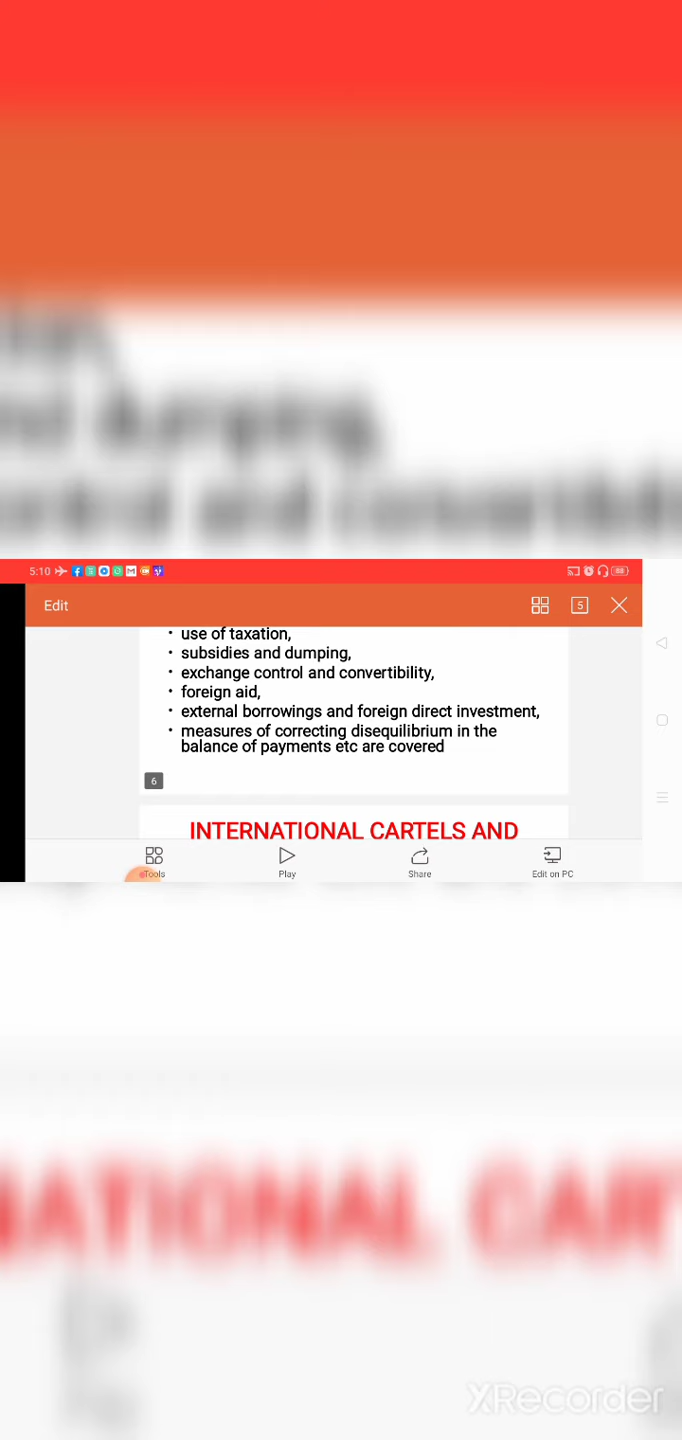 5:10
Edit
5
• use of taxation,
• subsidies and dumping,
• exchange control and convertibility,
• foreign aid,
• external borrowings and foreign direct investment,
• measures of correcting disequilibrium in the
balance of payments etc are covered
6
INTERNATIONAL CARTELS AND
Tools
Play
Share
Edit on PC
XRecorder